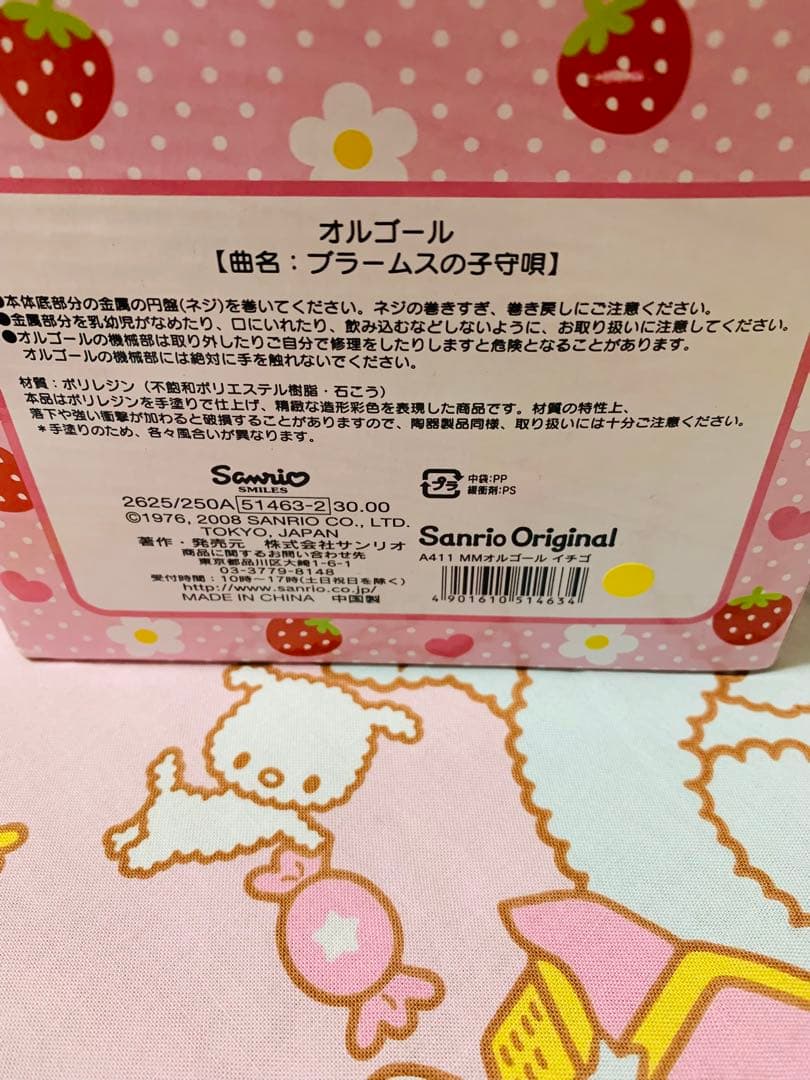 オルゴール
【曲名：ブラームスの子守唄】
●本体底部分の金属の円盤(ネジ)を巻いてください。ネジの巻きすぎ、巻き戻しにご注意ください。
●金属部分を乳幼児がなめたり、口にいれたり、飲み込むなどしないように、お取り扱いに注意してください。
●オルゴールの機械部は取り外したりご自分で修理をしたりしますと危険となることがあります。
オルゴールの機械部には絶対に手を触れないでください。
材質：ポリレジン（不飽和ポリエステル樹脂・石こう）
本品はポリレジンを手塗りで仕上げ、精緻な造形彩色を表現した商品です。材質の特性上、
落下や強い衝撃が加わると破損することがありますので、陶器製品同様、取り扱いには十分ご注意ください。
＊手塗りのため、各々風合いが異なります。
Sanrio
SMILES
2625/250A 51463-2 30.00
©1976, 2008 SANRIO CO., LTD.
TOKYO, JAPAN
著作・発売元 株式会社サンリオ
商品に関するお問い合わせ先
東京都品川区大崎1-6-1
03-3779-8148
受付時間：10時～17時(土日祝日を除く)
http://www.sanrio.co.jp/
MADE IN CHINA 中国製
プラ
中袋:PP
緩衝剤:PS
Sanrio Original
A411 MMオルゴール イチゴ
4901610514634